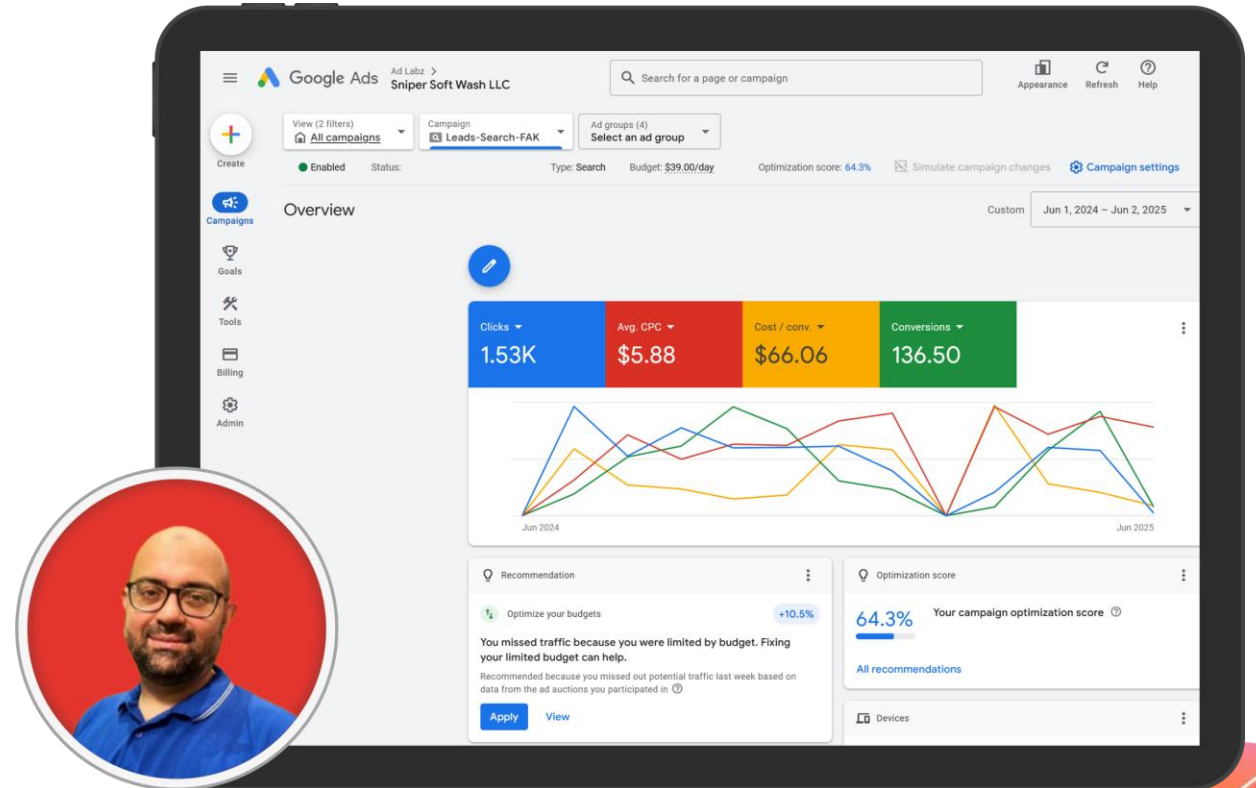 Google Ads
Ad Labz >
Sniper Soft Wash LLC
Search for a page or campaign
Appearance
Refresh
Help
Create
View (2 filters)
All campaigns
Campaign
Leads-Search-FAK
Ad groups (4)
Select an ad group
Enabled
Status:
Type: Search
Budget: $39.00/day
Optimization score: 64.3%
Simulate campaign changes
Campaign settings
Campaigns
Goals
Tools
Billing
Admin
Overview
Custom
Jun 1, 2024 – Jun 2, 2025
Clicks
1.53K
Avg. CPC
$5.88
Cost / conv.
$66.06
Conversions
136.50
Jun 2024
Jun 2025
Recommendation
Optimize your budgets
+10.5%
You missed traffic because you were limited by budget. Fixing
your limited budget can help.
Recommended because you missed out potential traffic last week based on
data from the ad auctions you participated in
Apply
View
Optimization score
64.3%
Your campaign optimization score
All recommendations
Devices